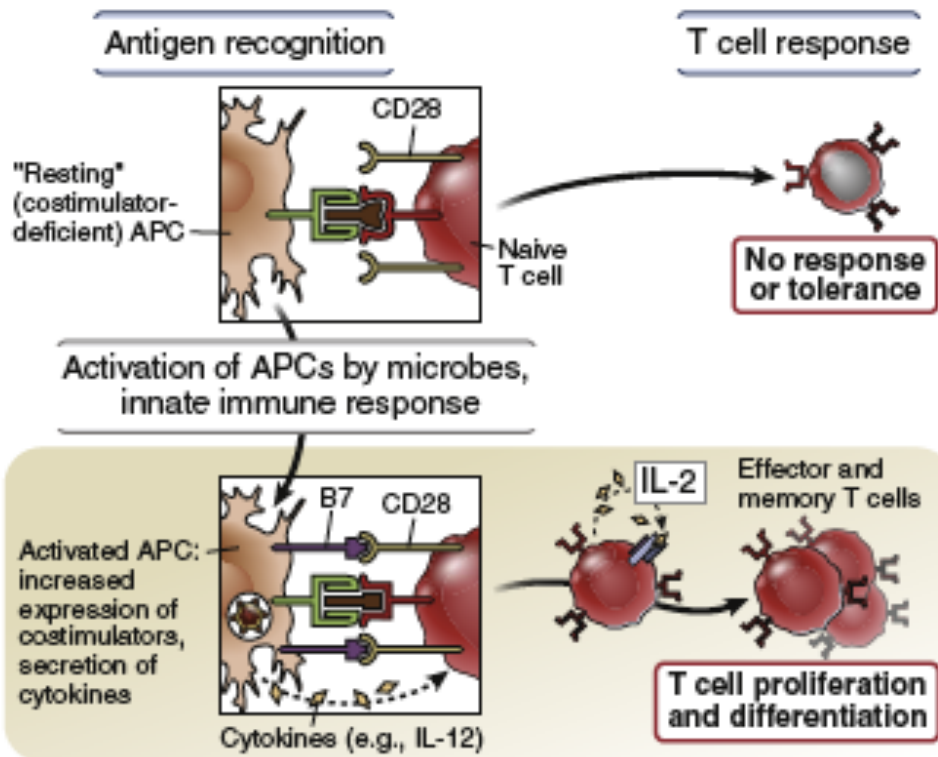 Antigen recognition
T cell response
CD28
"Resting"
(costimulator-
deficient) APC
Naive
T cell
No response
or tolerance
Activation of APCs by microbes,
innate immune response
B7
CD28
IL-2
Effector and
memory T cells
Activated APC:
increased
expression of
costimulators,
secretion of
cytokines
Cytokines (e.g., IL-12)
T cell proliferation
and differentiation